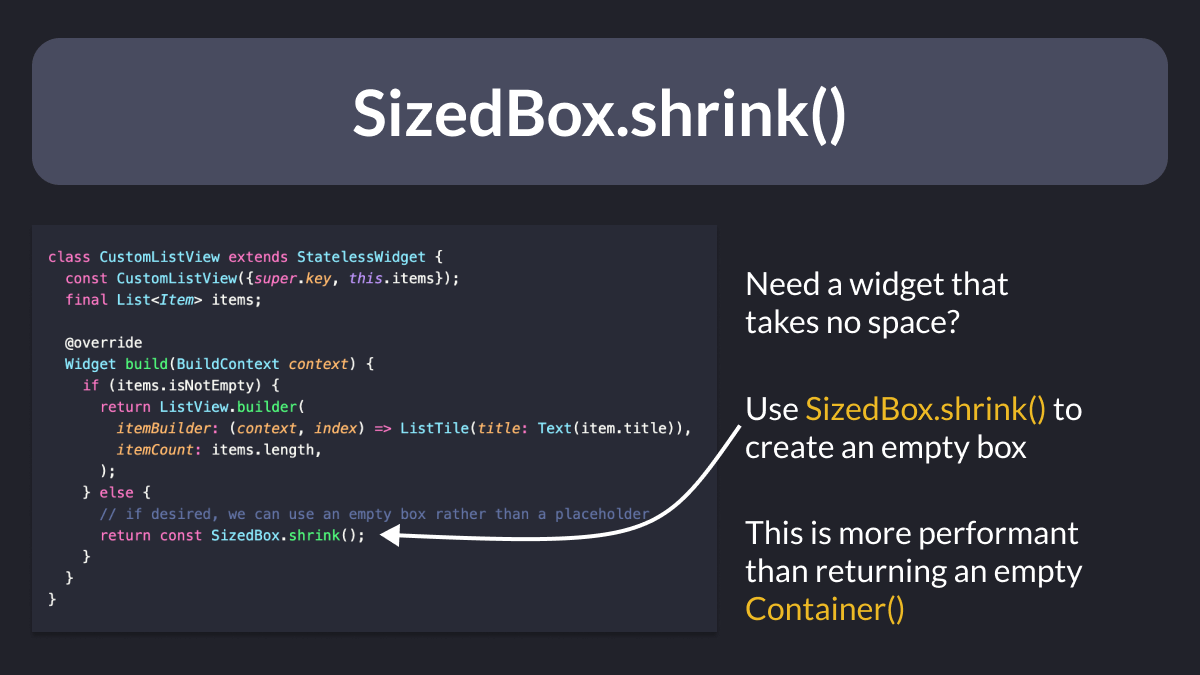 SizedBox.shrink()
class CustomListView extends StatelessWidget {
  const CustomListView({super.key, this.items});
  final List<Item> items;

  @override
  Widget build(BuildContext context) {
    if (items.isNotEmpty) {
      return ListView.builder(
        itemBuilder: (context, index) => ListTile(title: Text(item.title)),
        itemCount: items.length,
      );
    } else {
      // if desired, we can use an empty box rather than a placeholder
      return const SizedBox.shrink();
    }
  }
}
Need a widget that
takes no space?
Use SizedBox.shrink() to
create an empty box
This is more performant
than returning an empty
Container()